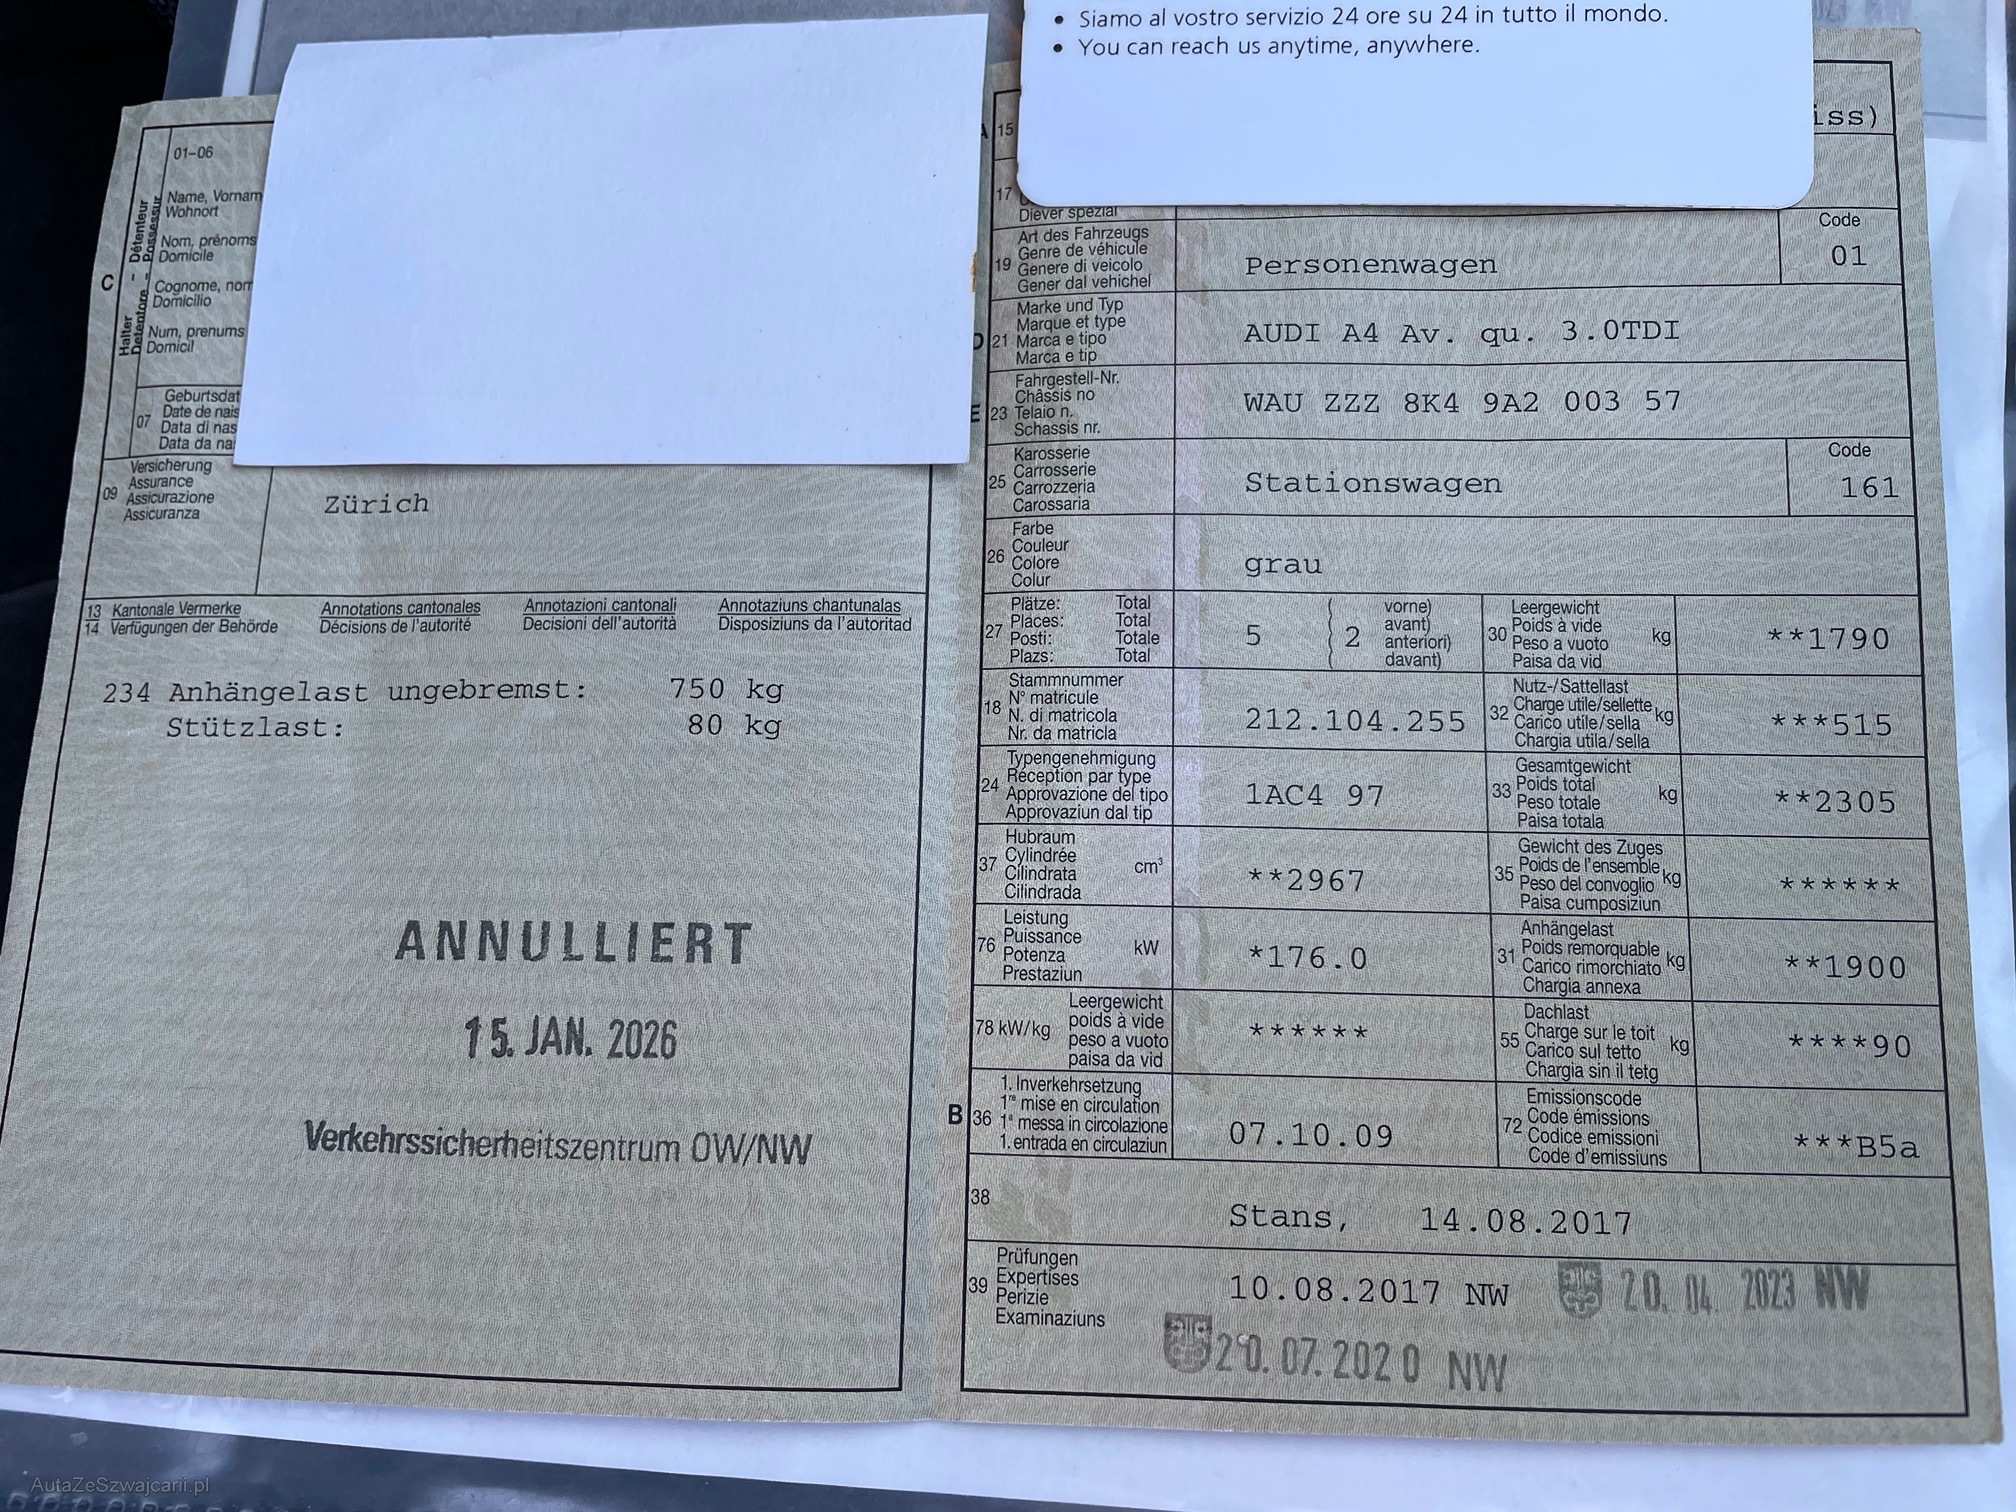 • Siamo al vostro servizio 24 ore su 24 in tutto il mondo.
• You can reach us anytime, anywhere.
01–06
Halter - Détenteur
Detentore - Possessur
C
Name, Vornam
Wohnort
Nom, prénoms
Domicile
Cognome, nom
Domicilio
Num, prenums
Domicil
07
Geburtsdat
Date de nais
Data di nas
Data da na
09
Versicherung
Assurance
Assicurazione
Assicuranza
Zürich
13 Kantonale Vermerke Annotations cantonales Annotazioni cantonali Annotaziuns chantunalas
14 Verfügungen der Behörde Décisions de l'autorité Decisioni dell'autorità Disposiziuns da l'autoritad
234 Anhängelast ungebremst: 750 kg
Stützlast: 80 kg
ANNULLIERT
15. JAN. 2026
Verkehrssicherheitszentrum OW/NW
A 15
iss)
17
Diever spezial
19
Art des Fahrzeugs
Genre de véhicule
Genere di veicolo
Gener dal vehichel
Personenwagen
Code
01
D 21
Marke und Typ
Marque et type
Marca e tipo
Marca e tip
AUDI A4 Av. qu. 3.0TDI
E 23
Fahrgestell-Nr.
Châssis no
Telaio n.
Schassis nr.
WAU ZZZ 8K4 9A2 003 57
25
Karosserie
Carrosserie
Carrozzeria
Carossaria
Stationswagen
Code
161
26
Farbe
Couleur
Colore
Colur
grau
27
Plätze: Total
Places: Total
Posti: Totale
Plazs: Total
5 ( 2 vorne)
avant)
anteriori)
davant)
30
Leergewicht
Poids à vide
Peso a vuoto
Paisa da vid
kg
**1790
18
Stammnummer
N° matricule
N. di matricola
Nr. da matricla
212.104.255
32
Nutz-/Sattellast
Charge utile/sellette
Carico utile/sella
Chargia utila/sella
kg
***515
24
Typengenehmigung
Réception par type
Approvazione del tipo
Approvaziun dal tip
1AC4 97
33
Gesamtgewicht
Poids total
Peso totale
Paisa totala
kg
**2305
37
Hubraum
Cylindrée
Cilindrata
Cilindrada
cm³
**2967
35
Gewicht des Zuges
Poids de l'ensemble
Peso del convoglio
Paisa cumposiziun
kg
******
76
Leistung
Puissance
Potenza
Prestaziun
kW
*176.0
31
Anhängelast
Poids remorquable
Carico rimorchiato
Chargia annexa
kg
**1900
78 kW/kg
Leergewicht
poids à vide
peso a vuoto
paisa da vid
******
55
Dachlast
Charge sur le toit
Carico sul tetto
Chargia sin il tetg
kg
****90
B 36
1. Inverkehrsetzung
1re mise en circulation
1a messa in circolazione
1. entrada en circulaziun
07.10.09
72
Emissionscode
Code émissions
Codice emissioni
Code d'emissiuns
***B5a
38
Stans, 14.08.2017
39
Prüfungen
Expertises
Perizie
Examinaziuns
10.08.2017 NW
20. 04. 2023 NW
20.07.2020 NW
AutaZeSzwajcarii.pl